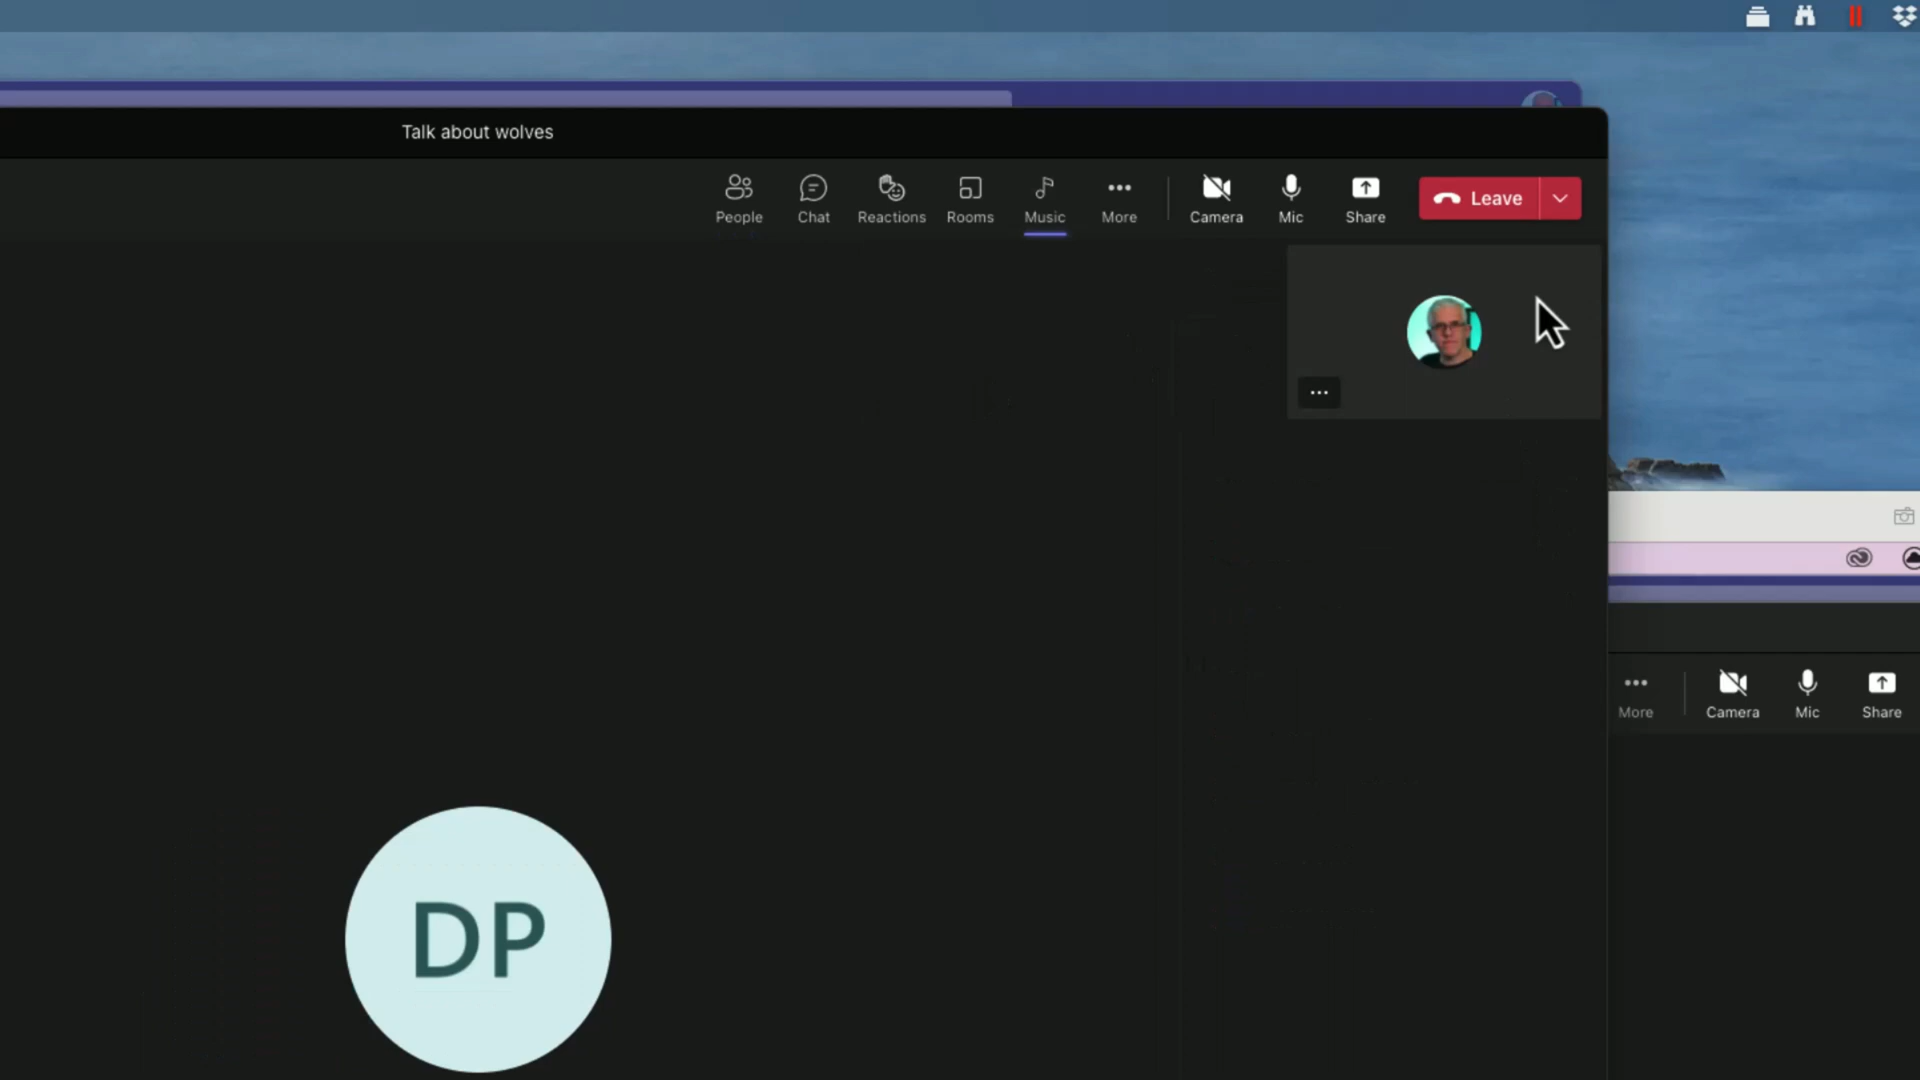 Talk about wolves
People Chat Reactions Rooms Music More Camera Mic Share Leave
DP
More Camera Mic Share